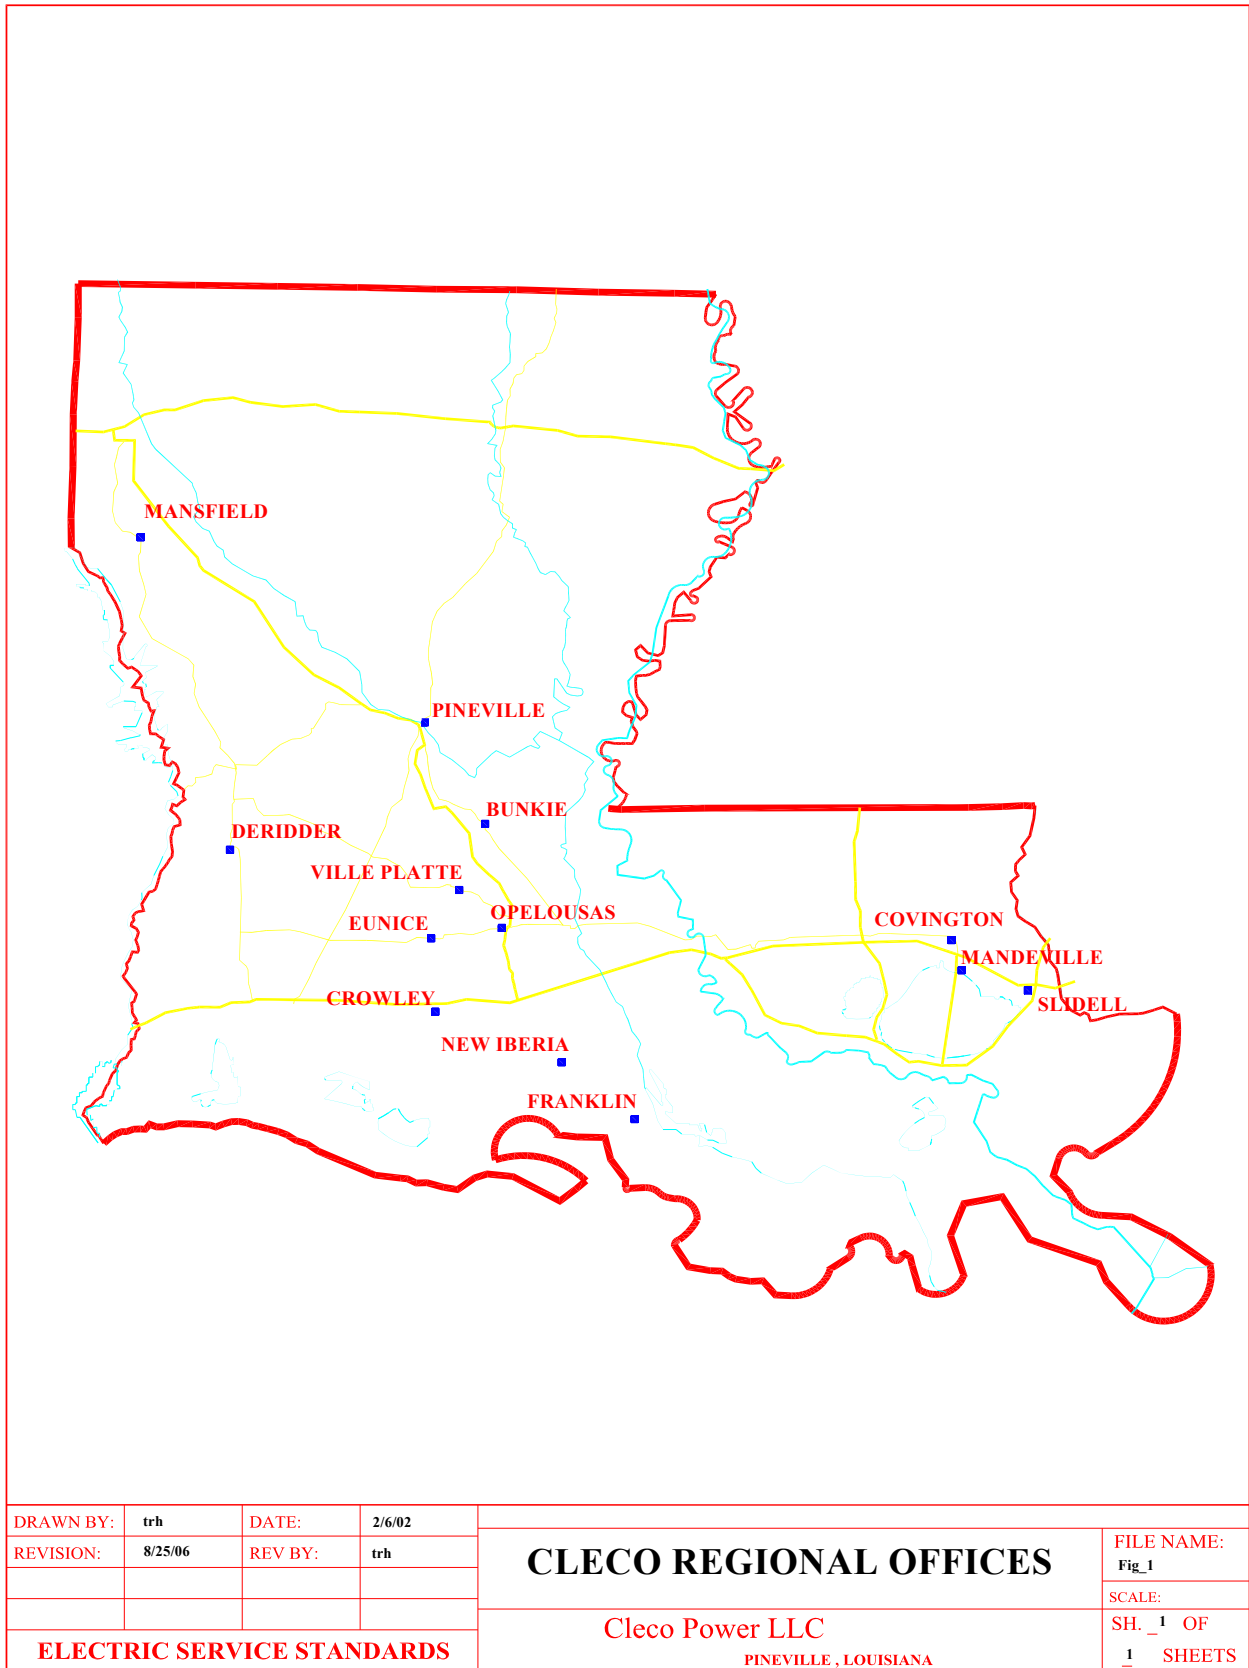 MANSFIELD
PINEVILLE
BUNKIE
DERIDDER
VILLE PLATTE
OPELOUSAS
EUNICE
COVINGTON
MANDEVILLE
CROWLEY
SLIDELL
NEW IBERIA
FRANKLIN
DRAWN BY: trh DATE: 2/6/02
REVISION: 8/25/06 REV BY: trh
ELECTRIC SERVICE STANDARDS
CLECO REGIONAL OFFICES
Cleco Power LLC
PINEVILLE , LOUISIANA
FILE NAME:
Fig_1
SCALE:
SH. _1 OF
1 SHEETS